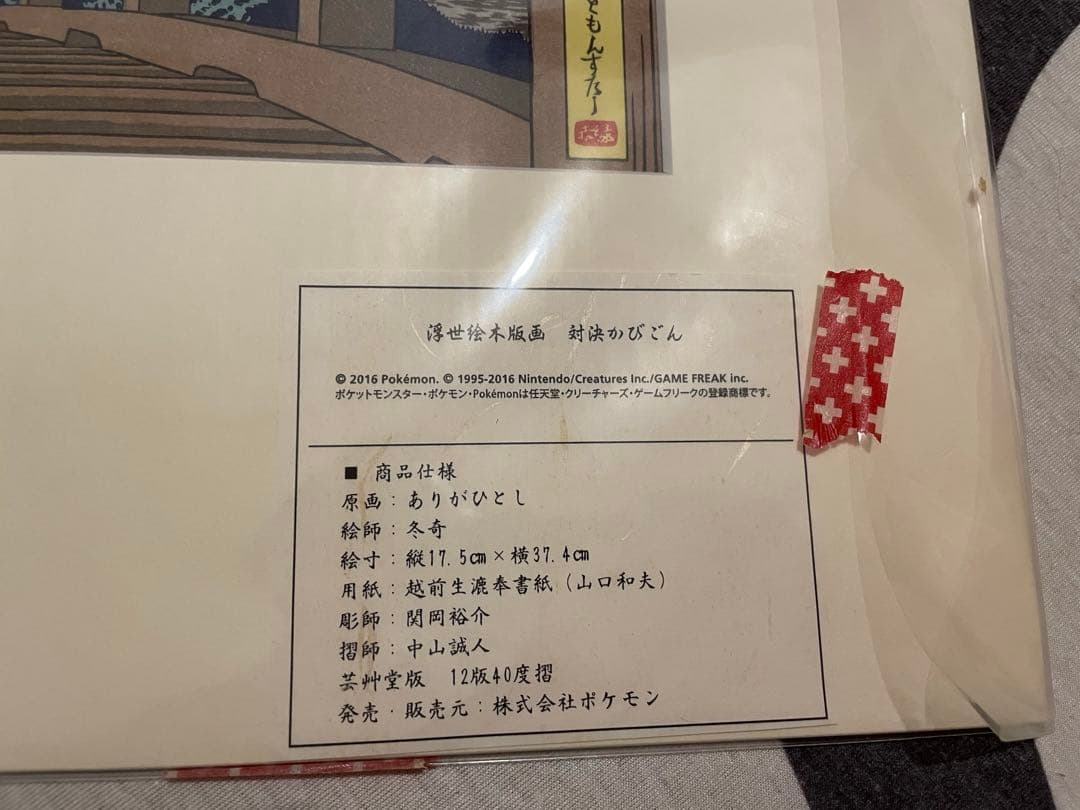 ともんすたー
浮世絵木版画 対決かびごん
© 2016 Pokémon. © 1995-2016 Nintendo/Creatures Inc./GAME FREAK inc.
ポケットモンスター・ポケモン・Pokémonは任天堂・クリーチャーズ・ゲームフリークの登録商標です。
■ 商品仕様
原画：ありがひとし
絵師：冬奇
絵寸：縦17.5㎝×横37.4㎝
用紙：越前生漉奉書紙（山口和夫）
彫師：関岡裕介
摺師：中山誠人
芸艸堂版 12版40度摺
発売・販売元：株式会社ポケモン